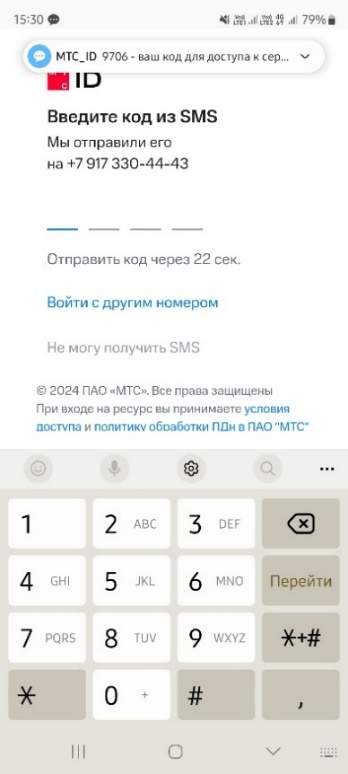 15:30
79%
МТС_ID 9706 - ваш код для доступа к сер...
ID
Введите код из SMS
Мы отправили его
на +7 917 330-44-43
Отправить код через 22 сек.
Войти с другим номером
Не могу получить SMS
© 2024 ПАО «МТС». Все права защищены
При входе на ресурс вы принимаете условия
доступа и политику обработки ПДн в ПАО "МТС"
1 2 ABC 3 DEF
4 GHI 5 JKL 6 MNO Перейти
7 PQRS 8 TUV 9 WXYZ *+#
* 0 + # ,